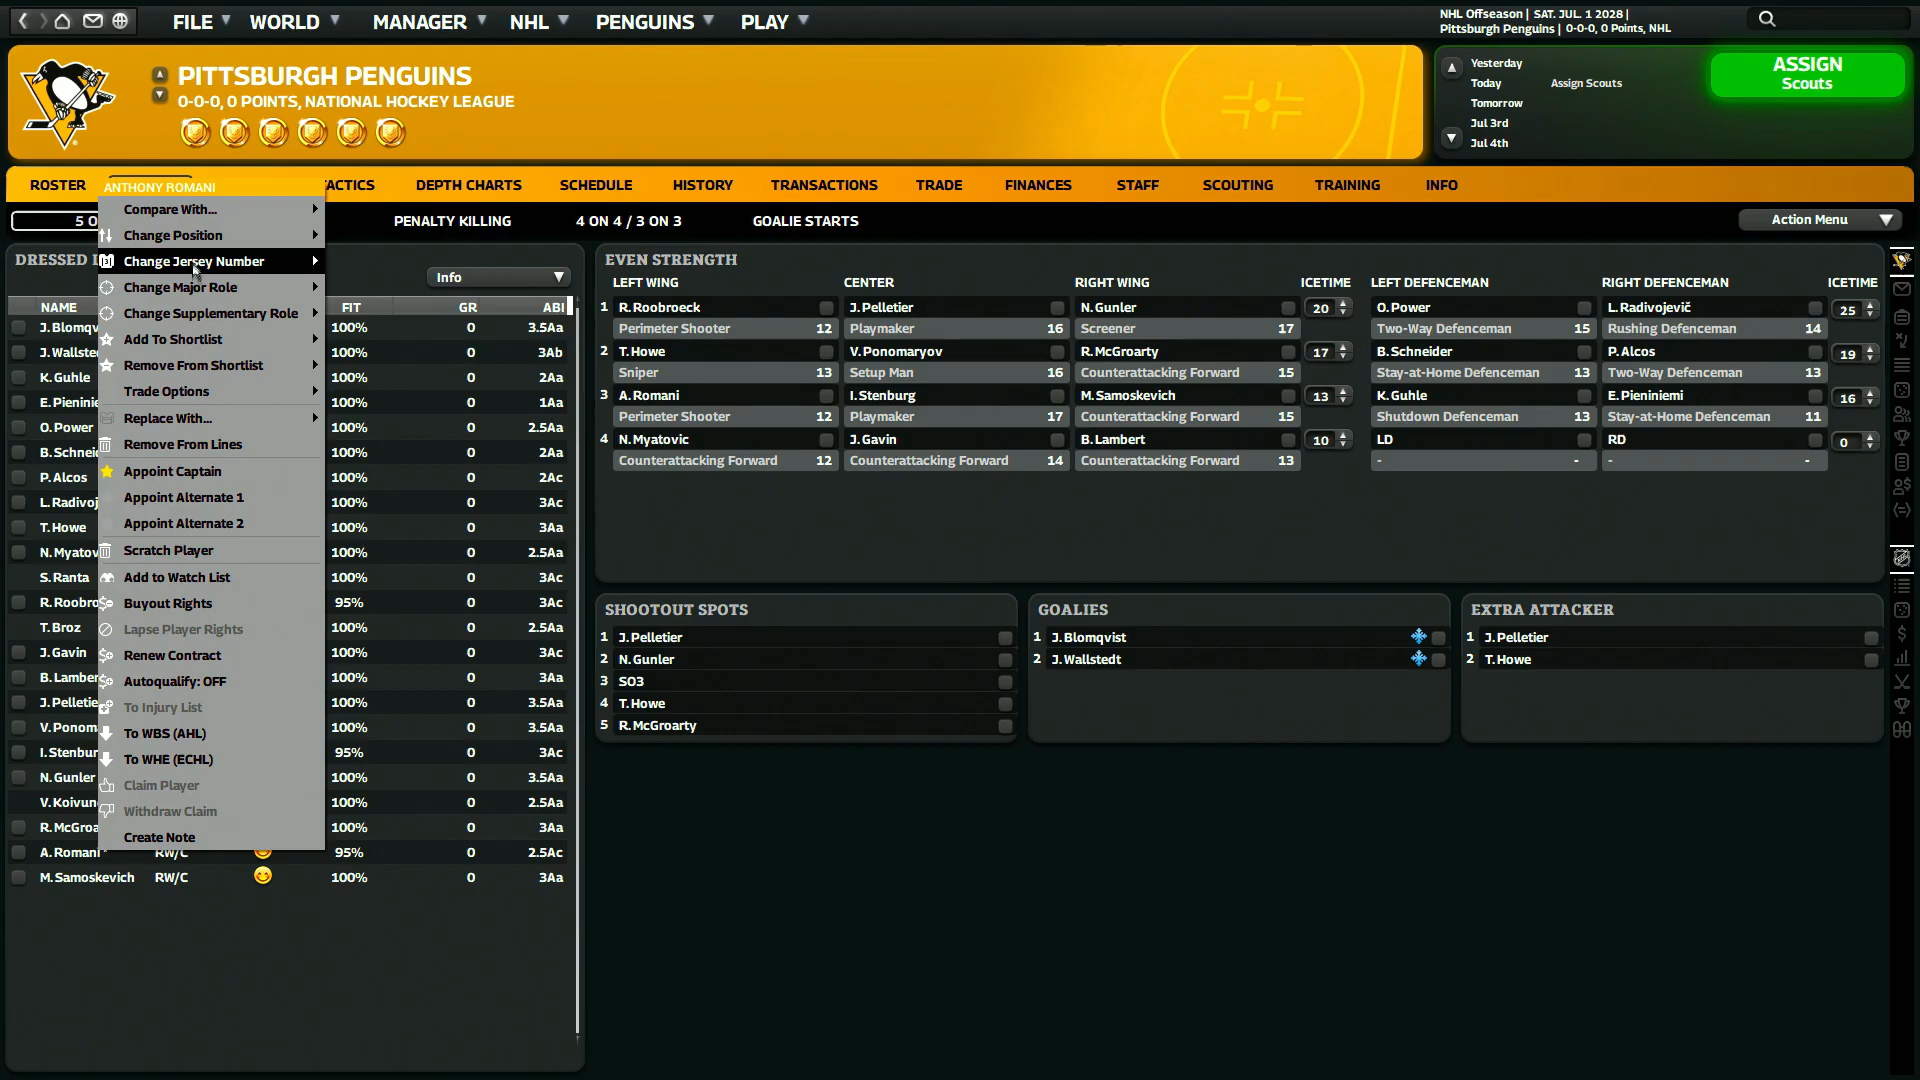 FILE WORLD MANAGER NHL PENGUINS PLAY
NHL Offseason | SAT. JUL. 1 2028 |
Pittsburgh Penguins | 0-0-0, 0 Points, NHL
PITTSBURGH PENGUINS
0-0-0, 0 POINTS, NATIONAL HOCKEY LEAGUE
Yesterday
Today Assign Scouts
Tomorrow
Jul 3rd
Jul 4th
ASSIGN
Scouts
ROSTER ACTICS DEPTH CHARTS SCHEDULE HISTORY TRANSACTIONS TRADE FINANCES STAFF SCOUTING TRAINING INFO
5 O PENALTY KILLING 4 ON 4 / 3 ON 3 GOALIE STARTS Action Menu
ANTHONY ROMANI
Compare With...
Change Position
Change Jersey Number
Change Major Role
Change Supplementary Role
Add To Shortlist
Remove From Shortlist
Trade Options
Replace With...
Remove From Lines
Appoint Captain
Appoint Alternate 1
Appoint Alternate 2
Scratch Player
Add to Watch List
Buyout Rights
Lapse Player Rights
Renew Contract
Autoqualify: OFF
To Injury List
To WBS (AHL)
To WHE (ECHL)
Claim Player
Withdraw Claim
Create Note
DRESSED L
Info
NAME FIT GR ABI
J. Blomqv 100% 0 3.5Aa
J. Wallste 100% 0 3Ab
K. Guhle 100% 0 2Aa
E. Pieninie 100% 0 1Aa
O. Power 100% 0 2.5Aa
B. Schneid 100% 0 2Aa
P. Alcos 100% 0 2Ac
L. Radivoj 100% 0 3Ac
T. Howe 100% 0 3Aa
N. Myatov 100% 0 2.5Aa
S. Ranta 100% 0 3Ac
R. Roobro 95% 0 3Ac
T. Broz 100% 0 2.5Aa
J. Gavin 100% 0 3Ac
B. Lamber 100% 0 3Aa
J. Pelletie 100% 0 3.5Aa
V. Ponom 100% 0 3.5Aa
I. Stenbur 95% 0 3Ac
N. Gunler 100% 0 3.5Aa
V. Koivun 100% 0 2.5Aa
R. McGroa 100% 0 3Aa
A. Romani* RW/C 95% 0 2.5Ac
M. Samoskevich RW/C 100% 0 3Aa
EVEN STRENGTH
LEFT WING CENTER RIGHT WING ICETIME LEFT DEFENCEMAN RIGHT DEFENCEMAN ICETIME
1 R. Roobroeck J. Pelletier N. Gunler 20 O. Power L. Radivojevič 25
Perimeter Shooter 12 Playmaker 16 Screener 17 Two-Way Defenceman 15 Rushing Defenceman 14
2 T. Howe V. Ponomaryov R. McGroarty 17 B. Schneider P. Alcos 19
Sniper 13 Setup Man 16 Counterattacking Forward 15 Stay-at-Home Defenceman 13 Two-Way Defenceman 13
3 A. Romani I. Stenburg M. Samoskevich 13 K. Guhle E. Pieniniemi 16
Perimeter Shooter 12 Playmaker 17 Counterattacking Forward 15 Shutdown Defenceman 13 Stay-at-Home Defenceman 11
4 N. Myatovic J. Gavin B. Lambert 10 LD RD 0
Counterattacking Forward 12 Counterattacking Forward 14 Counterattacking Forward 13 - - - -
SHOOTOUT SPOTS
1 J. Pelletier
2 N. Gunler
3 SO3
4 T. Howe
5 R. McGroarty
GOALIES
1 J. Blomqvist
2 J. Wallstedt
EXTRA ATTACKER
1 J. Pelletier
2 T. Howe